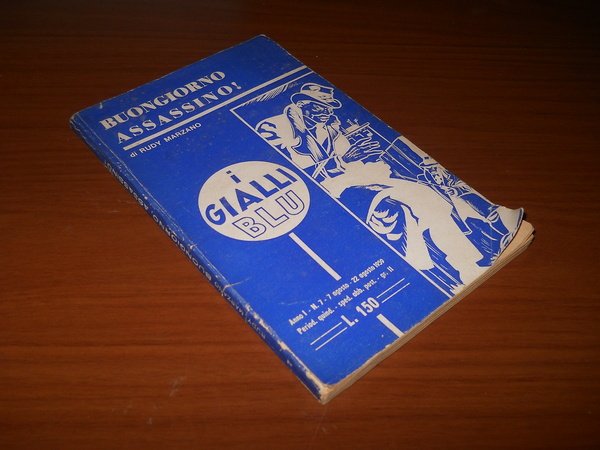 BUONGIORNO
ASSASSINO!
di RUDY MARZANO
i
GIALLI
BLU
Anno I - N. 7 - 7 agosto - 22 agosto 1959
Period. quind. - sped. abb. post. - gr. II
L. 150